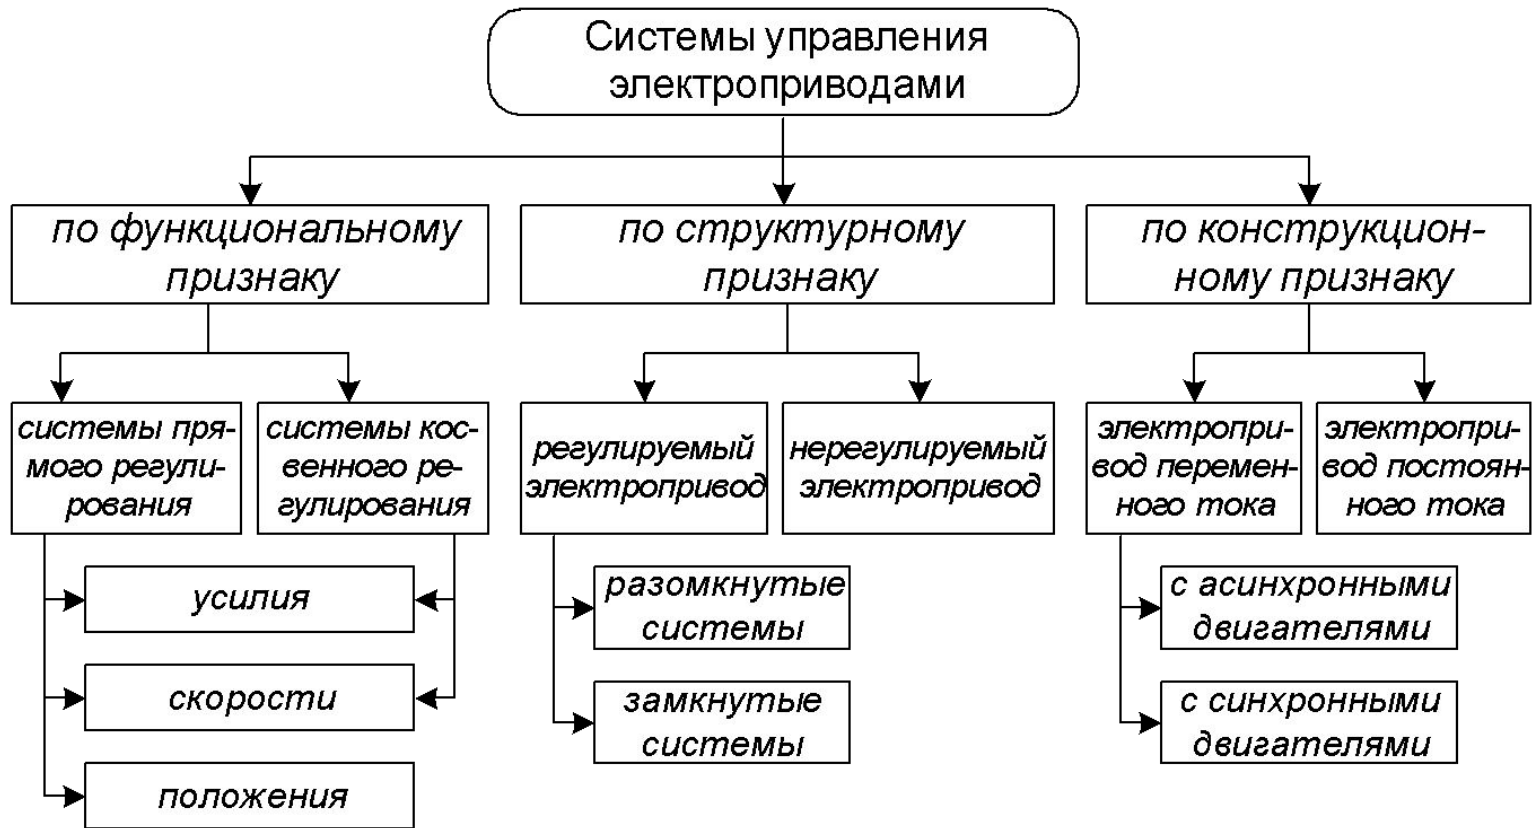 Системы управления
электроприводами
по функциональному
признаку
по структурному
признаку
по конструкцион-
ному признаку
системы пря-
мого регули-
рования
системы кос-
венного ре-
гулирования
регулируемый
электропривод
нерегулируемый
электропривод
электропри-
вод перемен-
ного тока
электропри-
вод постоян-
ного тока
усилия
скорости
положения
разомкнутые
системы
замкнутые
системы
с асинхронными
двигателями
с синхронными
двигателями